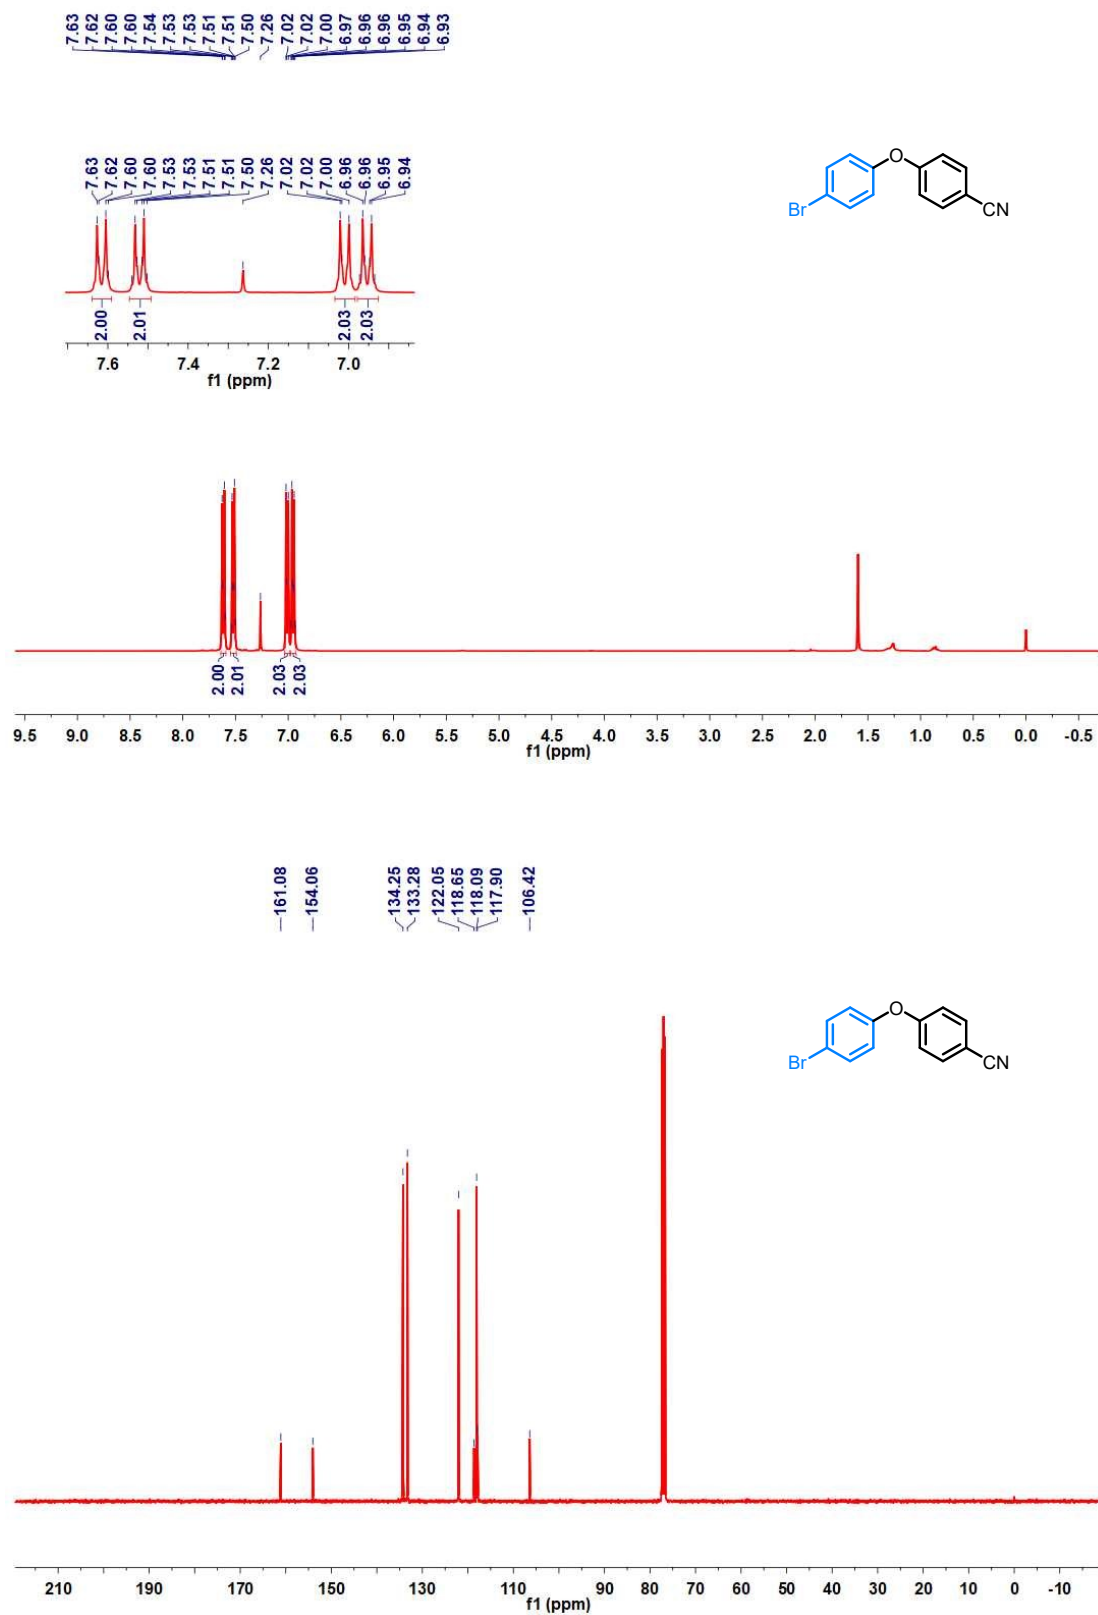 7.63 7.62 7.60 7.60 7.54 7.53 7.53 7.51 7.51 7.50 7.26 7.02 7.02 7.00 6.97 6.96 6.96 6.95 6.94 6.93
7.63 7.62 7.60 7.60 7.53 7.53 7.51 7.51 7.50 7.26 7.02 7.02 7.00 6.96 6.96 6.95 6.94
O
Br
CN
2.00 2.01 2.03 2.03
7.6 7.4 7.2 7.0
f1 (ppm)
2.00 2.01 2.03 2.03
9.5 9.0 8.5 8.0 7.5 7.0 6.5 6.0 5.5 5.0 4.5 4.0 3.5 3.0 2.5 2.0 1.5 1.0 0.5 0.0 -0.5
f1 (ppm)
161.08 154.06 134.25 133.28 122.05 118.65 118.09 117.90 106.42
O
Br
CN
210 190 170 150 130 110 90 80 70 60 50 40 30 20 10 0 -10
f1 (ppm)